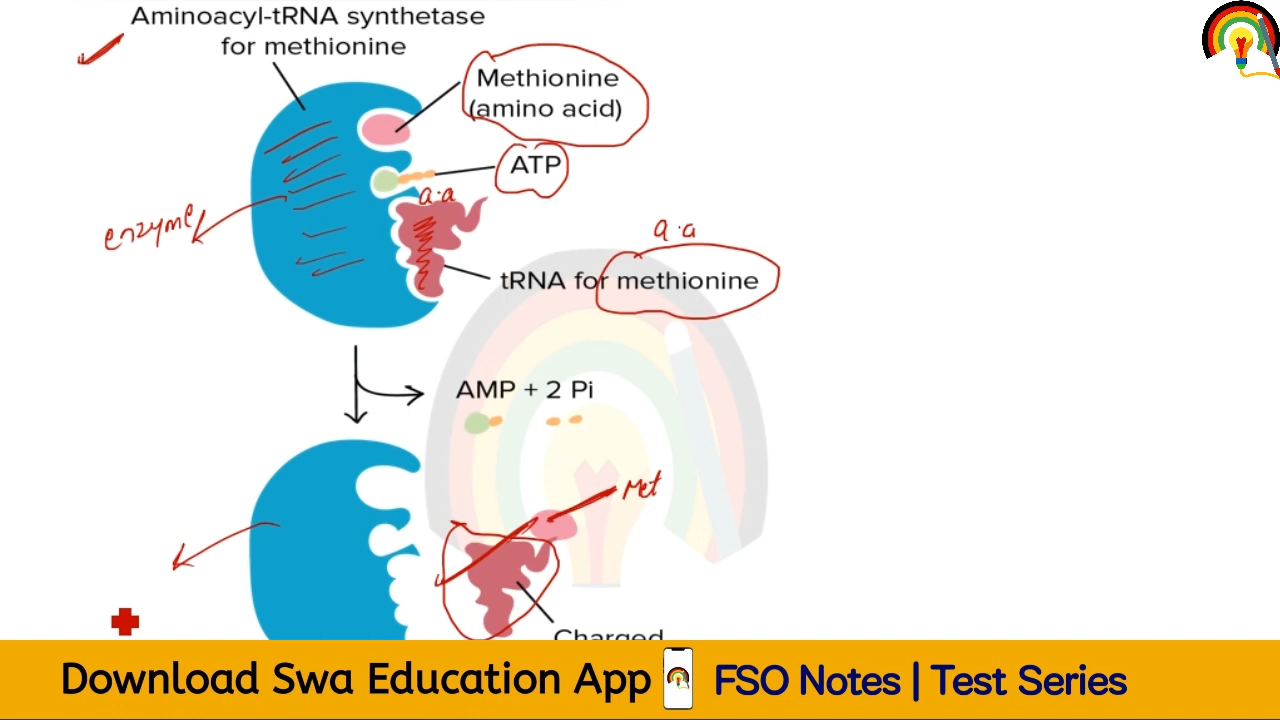 Aminoacyl-tRNA synthetase
for methionine
Methionine
(amino acid)
ATP
a.a
enzyme
a.a
tRNA for methionine
AMP + 2 Pi
Met
Charged
Download Swa Education App
FSO Notes | Test Series